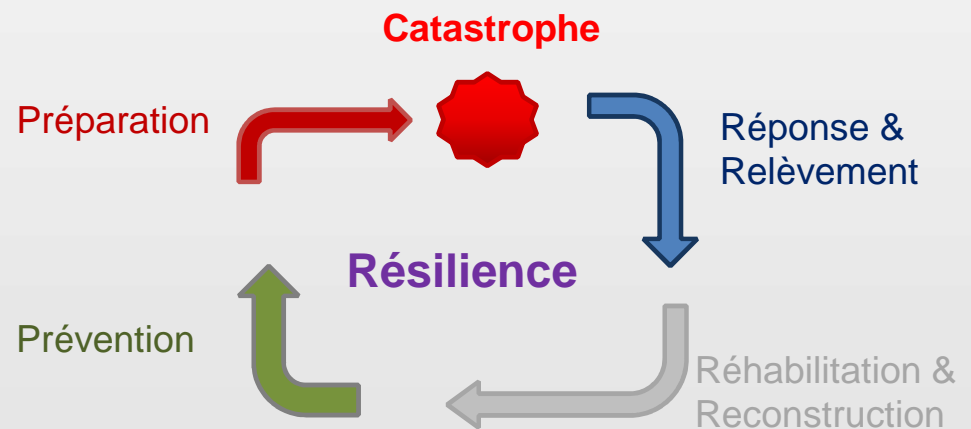 Catastrophe
Préparation
Réponse &
Relèvement
Résilience
Prévention
Réhabilitation &
Reconstruction